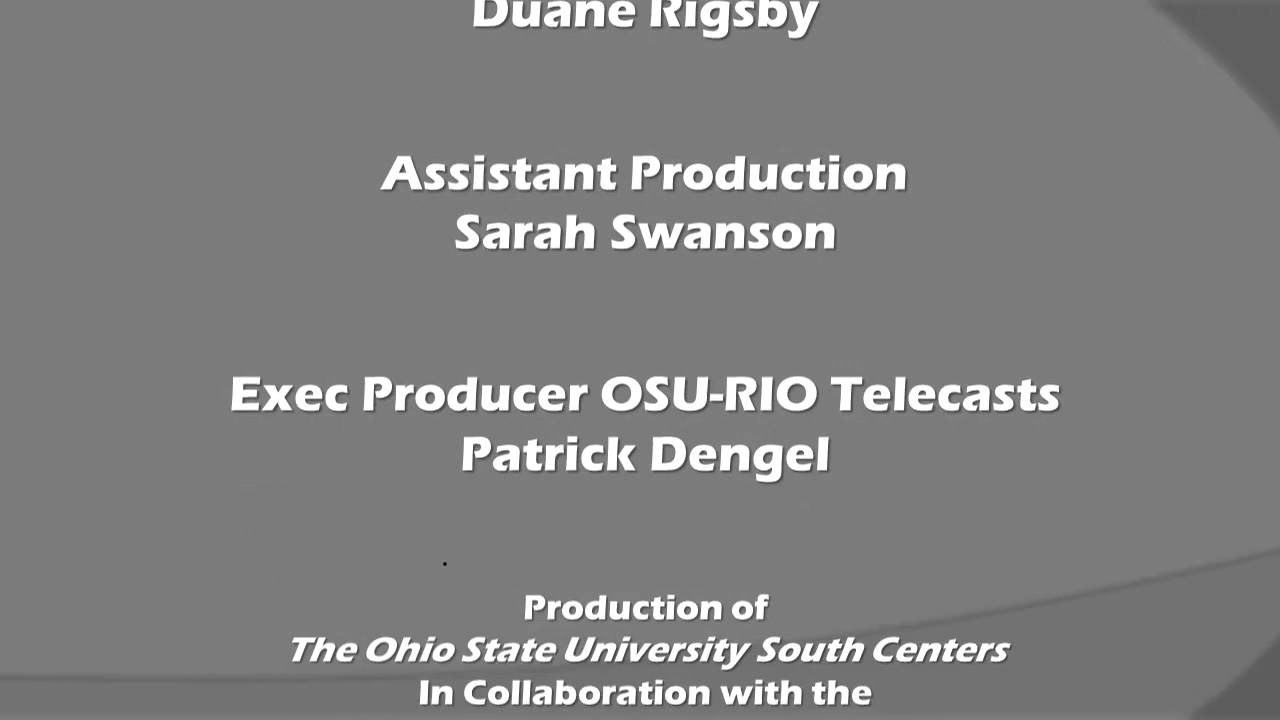 Duane Rigsby
Assistant Production
Sarah Swanson
Exec Producer OSU-RIO Telecasts
Patrick Dengel
Production of
The Ohio State University South Centers
In Collaboration with the